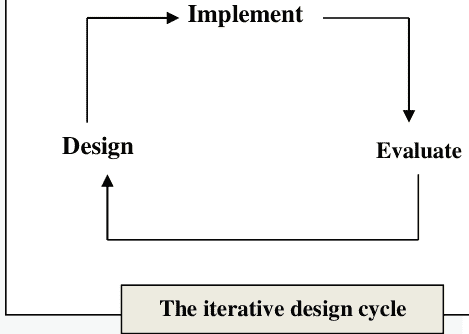 Implement
Design
Evaluate
The iterative design cycle